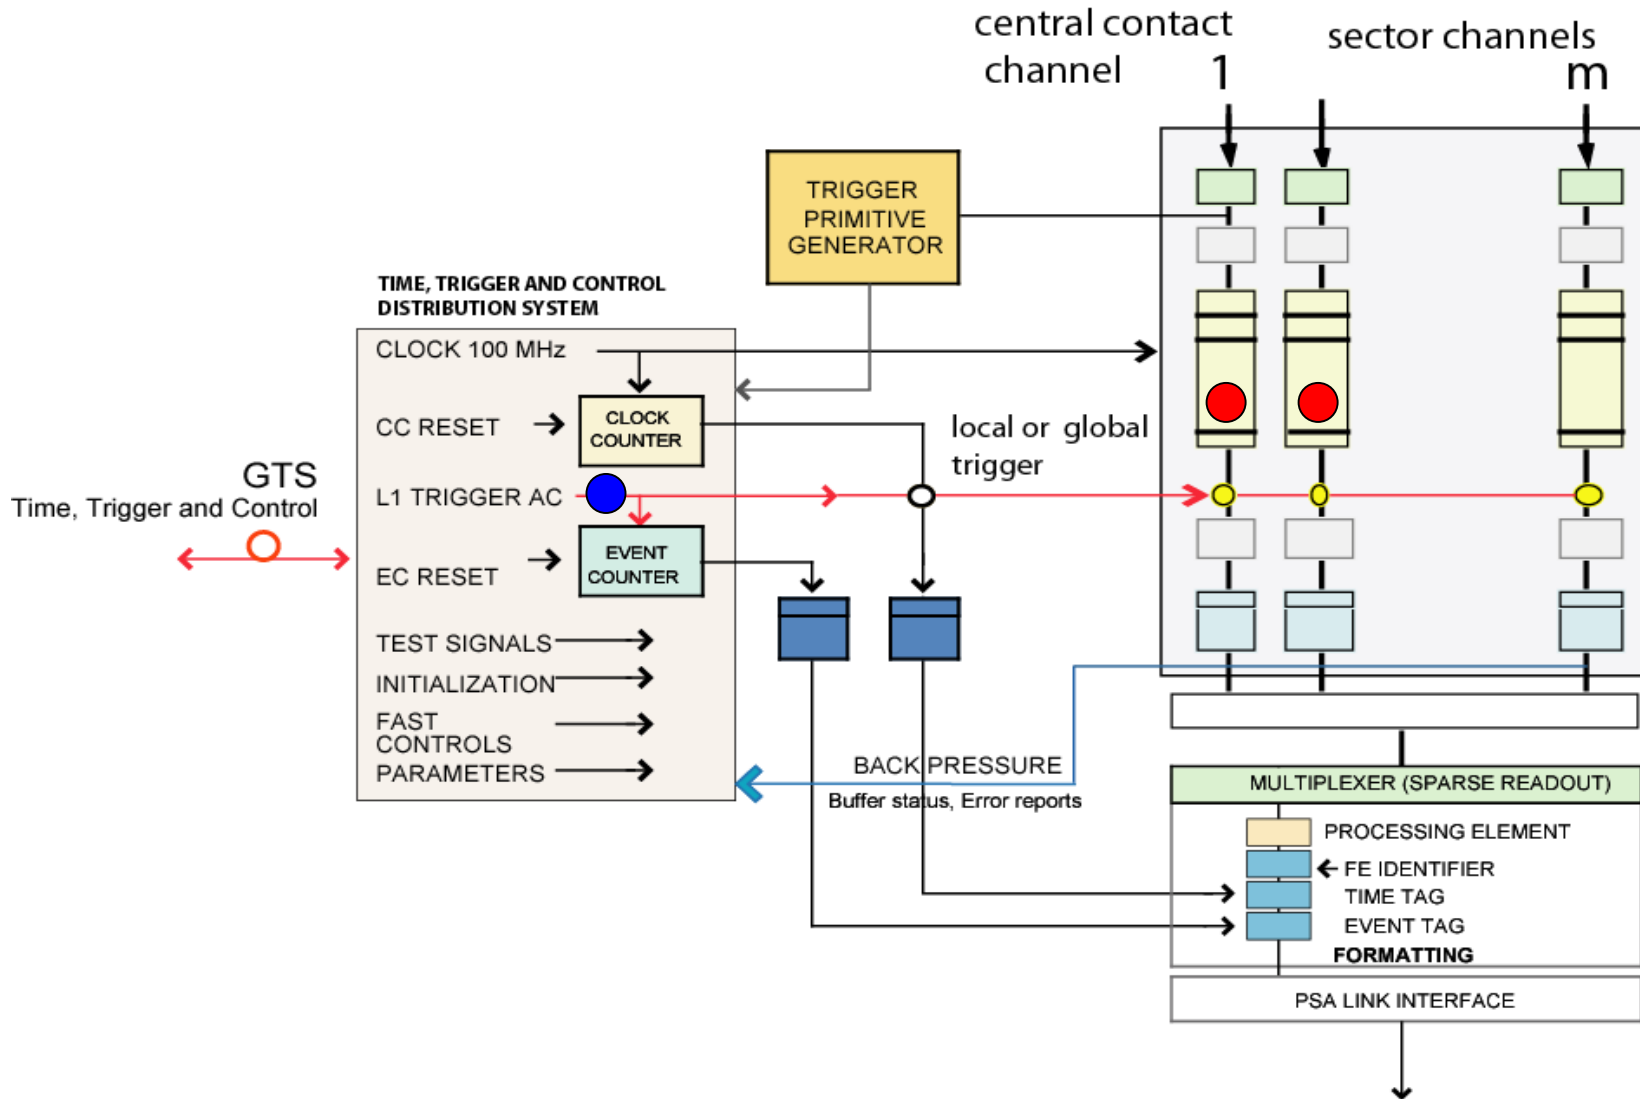 central contact
channel
1
sector channels
m
TRIGGER
PRIMITIVE
GENERATOR
TIME, TRIGGER AND CONTROL
DISTRIBUTION SYSTEM
CLOCK 100 MHz
CC RESET
CLOCK
COUNTER
local or global
trigger
GTS
Time, Trigger and Control
L1 TRIGGER AC
EC RESET
EVENT
COUNTER
TEST SIGNALS
INITIALIZATION
FAST
CONTROLS
PARAMETERS
BACK PRESSURE
Buffer status, Error reports
MULTIPLEXER (SPARSE READOUT)
PROCESSING ELEMENT
FE IDENTIFIER
TIME TAG
EVENT TAG
FORMATTING
PSA LINK INTERFACE